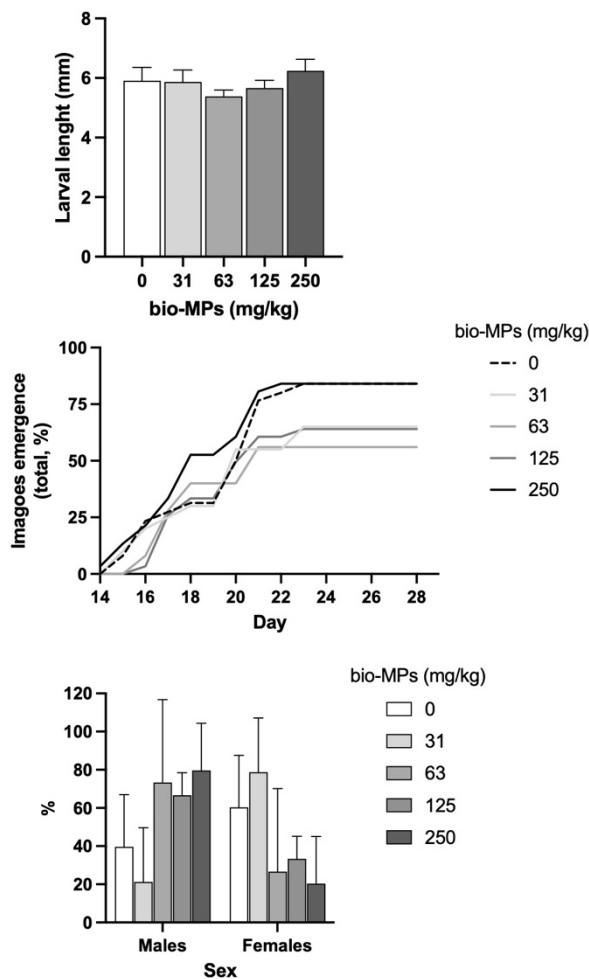 8
6
4
2
0
Larval lenght (mm)
0 31 63 125 250
bio-MPs (mg/kg)
100
75
50
25
0
Imagoes emergence
(total, %)
14 16 18 20 22 24 26 28
Day
bio-MPs (mg/kg)
0
31
63
125
250
120
100
80
60
40
20
0
%
Males Females
Sex
bio-MPs (mg/kg)
0
31
63
125
250